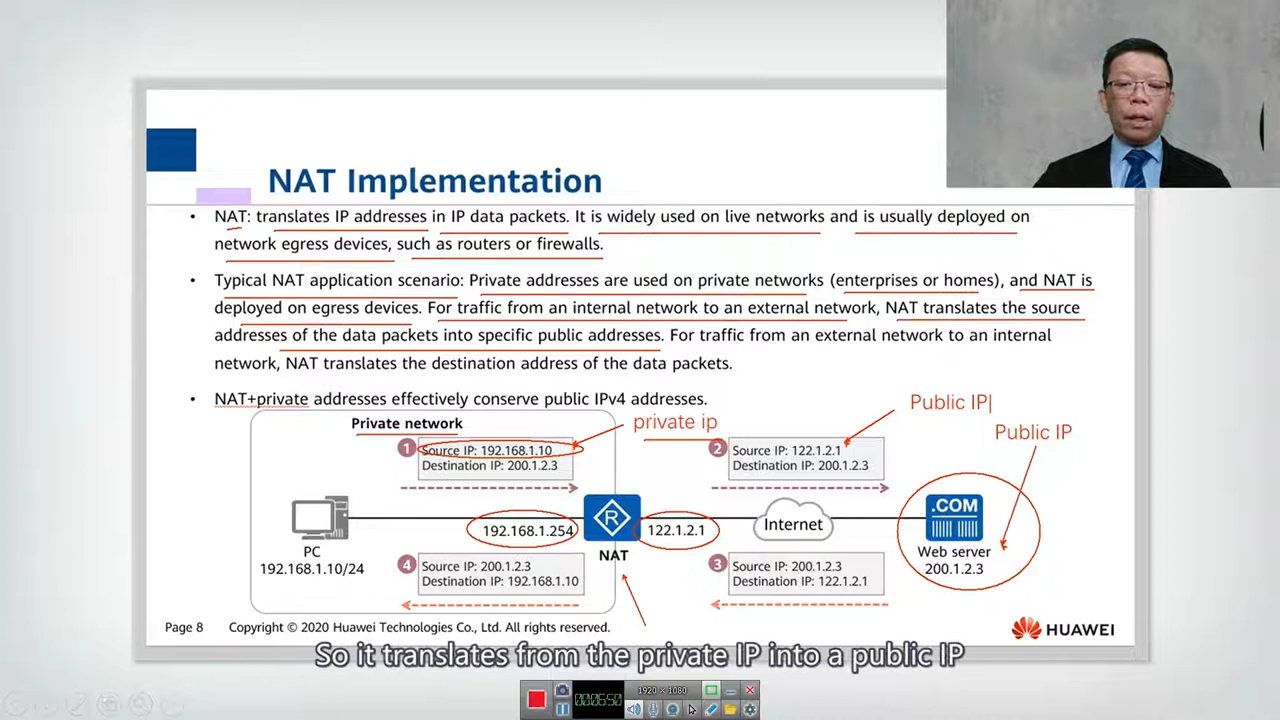 NAT Implementation
• NAT: translates IP addresses in IP data packets. It is widely used on live networks and is usually deployed on
network egress devices, such as routers or firewalls.
• Typical NAT application scenario: Private addresses are used on private networks (enterprises or homes), and NAT is
deployed on egress devices. For traffic from an internal network to an external network, NAT translates the source
addresses of the data packets into specific public addresses. For traffic from an external network to an internal
network, NAT translates the destination address of the data packets.
• NAT+private addresses effectively conserve public IPv4 addresses.
Public IP|
Private network
private ip
Public IP
1
Source IP: 192.168.1.10
Destination IP: 200.1.2.3
2
Source IP: 122.1.2.1
Destination IP: 200.1.2.3
.COM
R
192.168.1.254
122.1.2.1
Internet
PC
192.168.1.10/24
NAT
Web server
200.1.2.3
4
Source IP: 200.1.2.3
Destination IP: 192.168.1.10
3
Source IP: 200.1.2.3
Destination IP: 122.1.2.1
Page 8
Copyright © 2020 Huawei Technologies Co., Ltd. All rights reserved.
HUAWEI
So it translates from the private IP into a public IP
00:06:50
1920 × 1080